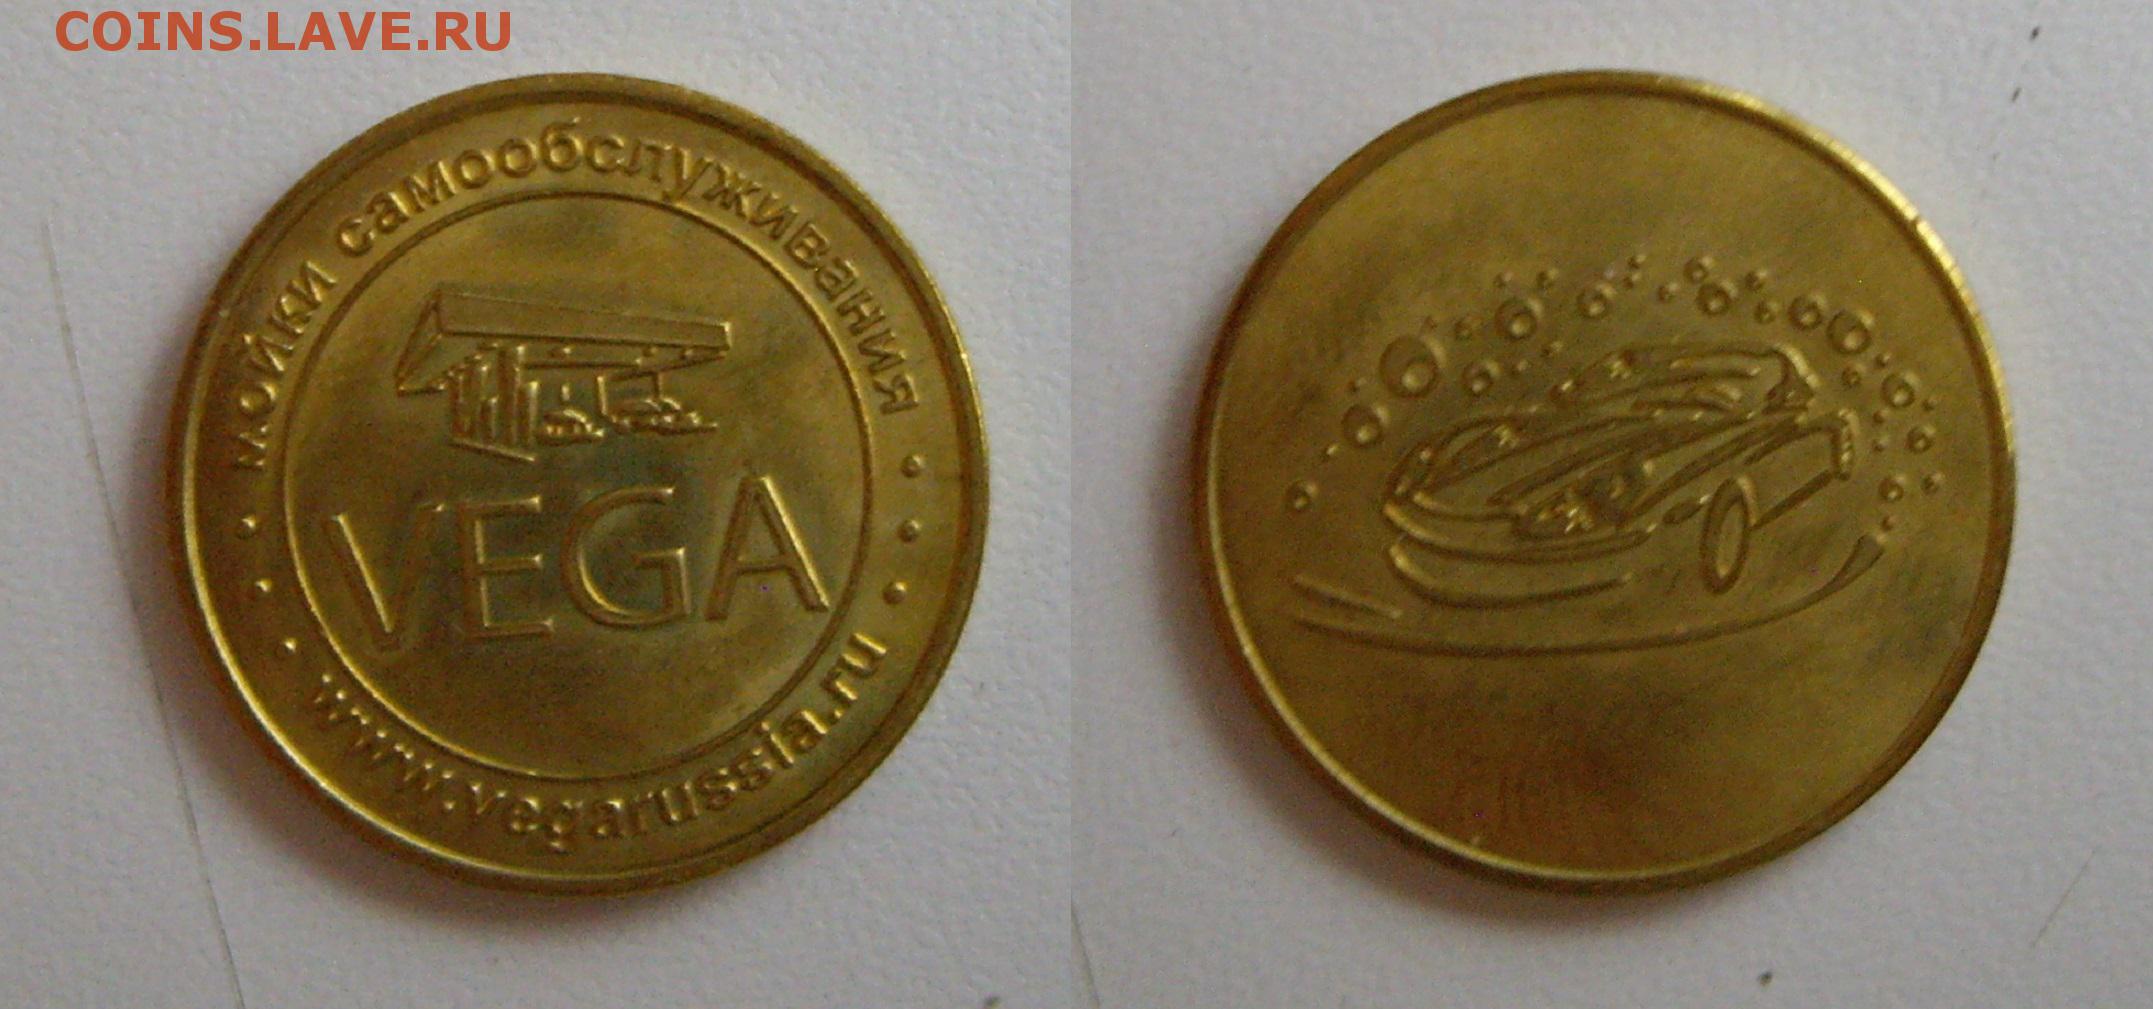 COINS.LAVE.RU
мойки самообслуживания
VEGA
www.vegarussia.ru